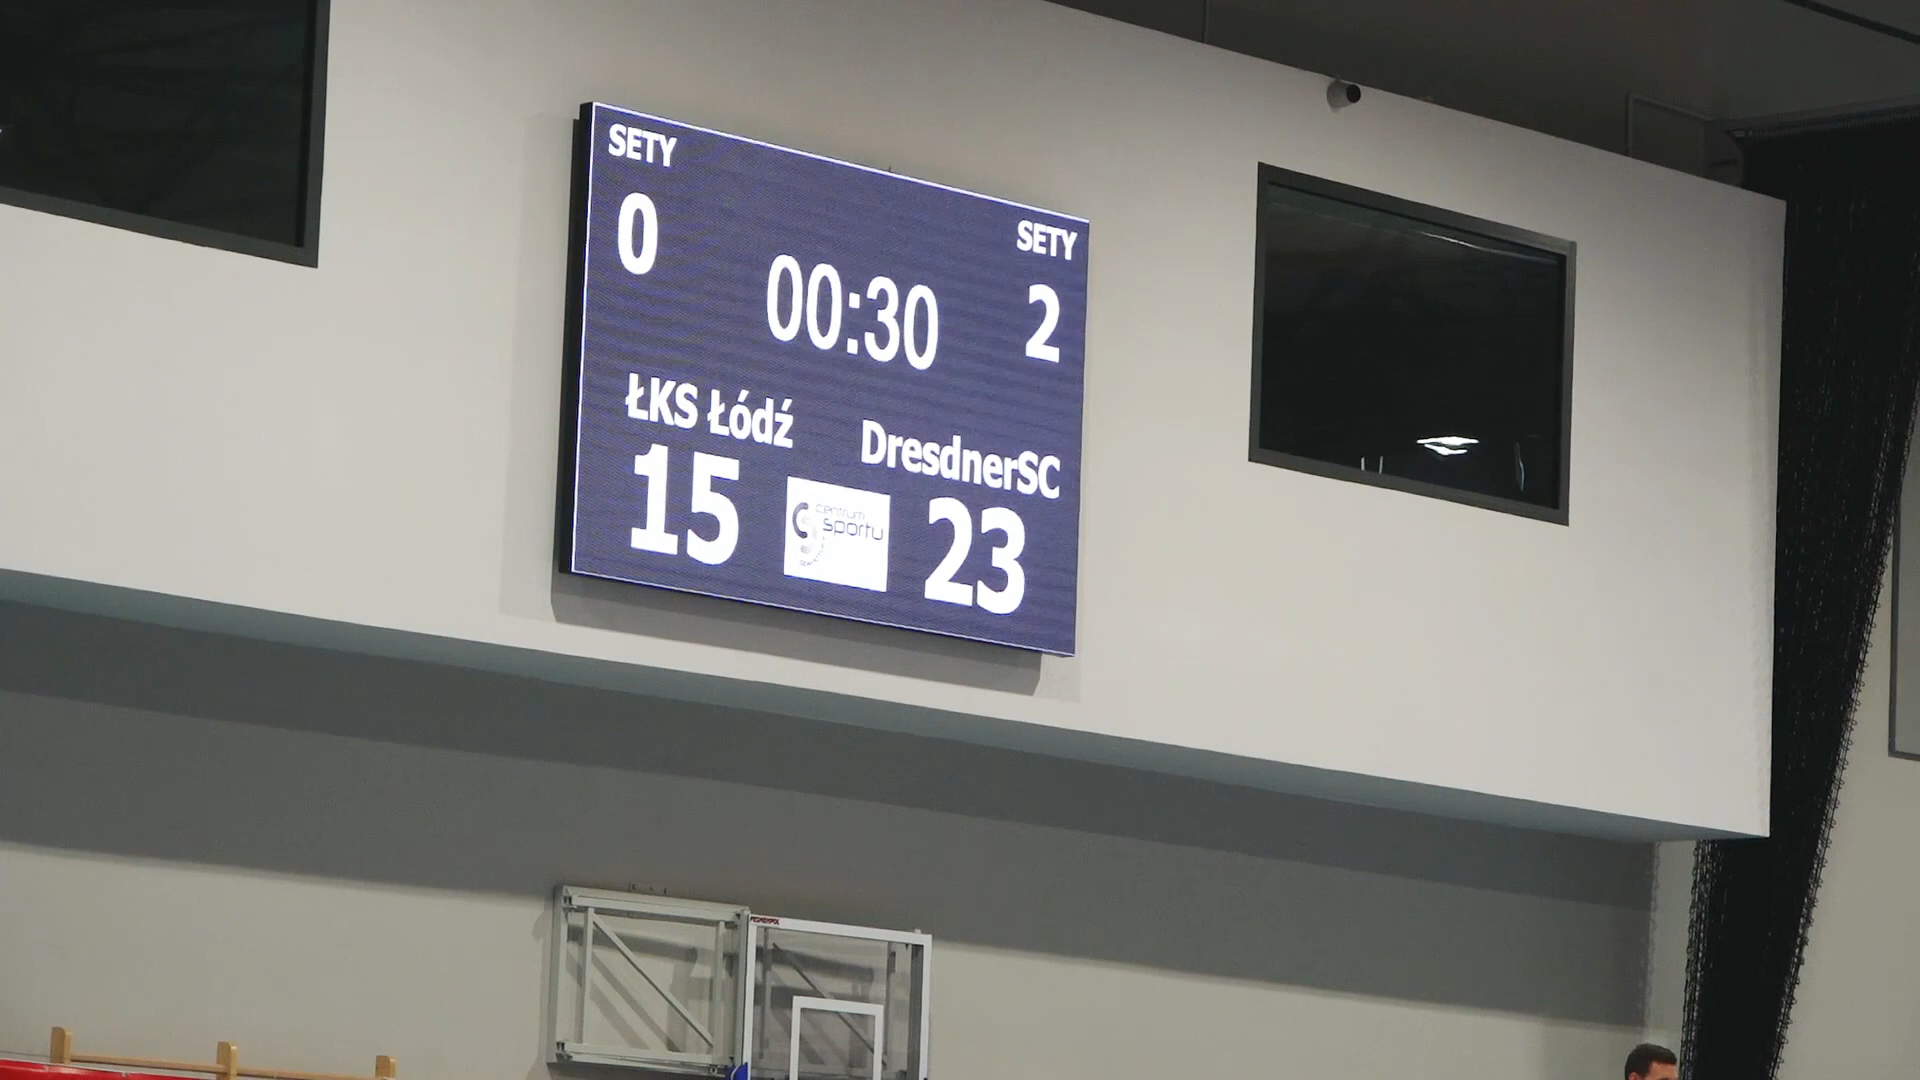 SETY
SETY
0
00:30
2
ŁKS Łódź
DresdnerSC
15
centrum
sportu
23